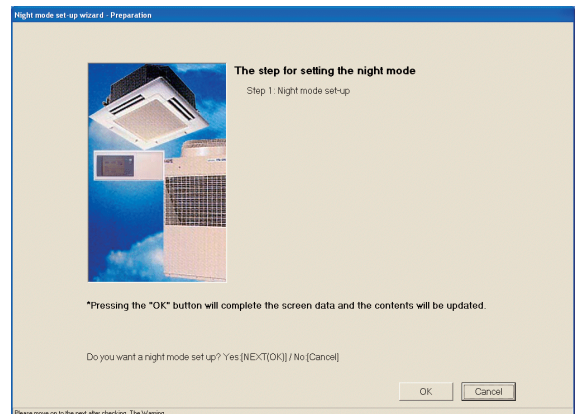 Night mode set-up wizard - Preparation
The step for setting the night mode
Step 1: Night mode set-up
*Pressing the "OK" button will complete the screen data and the contents will be updated.
Do you want a night mode set up? Yes:[NEXT(OK)] / No:[Cancel]
OK
Cancel
Please move on to the next after checking. The Warning